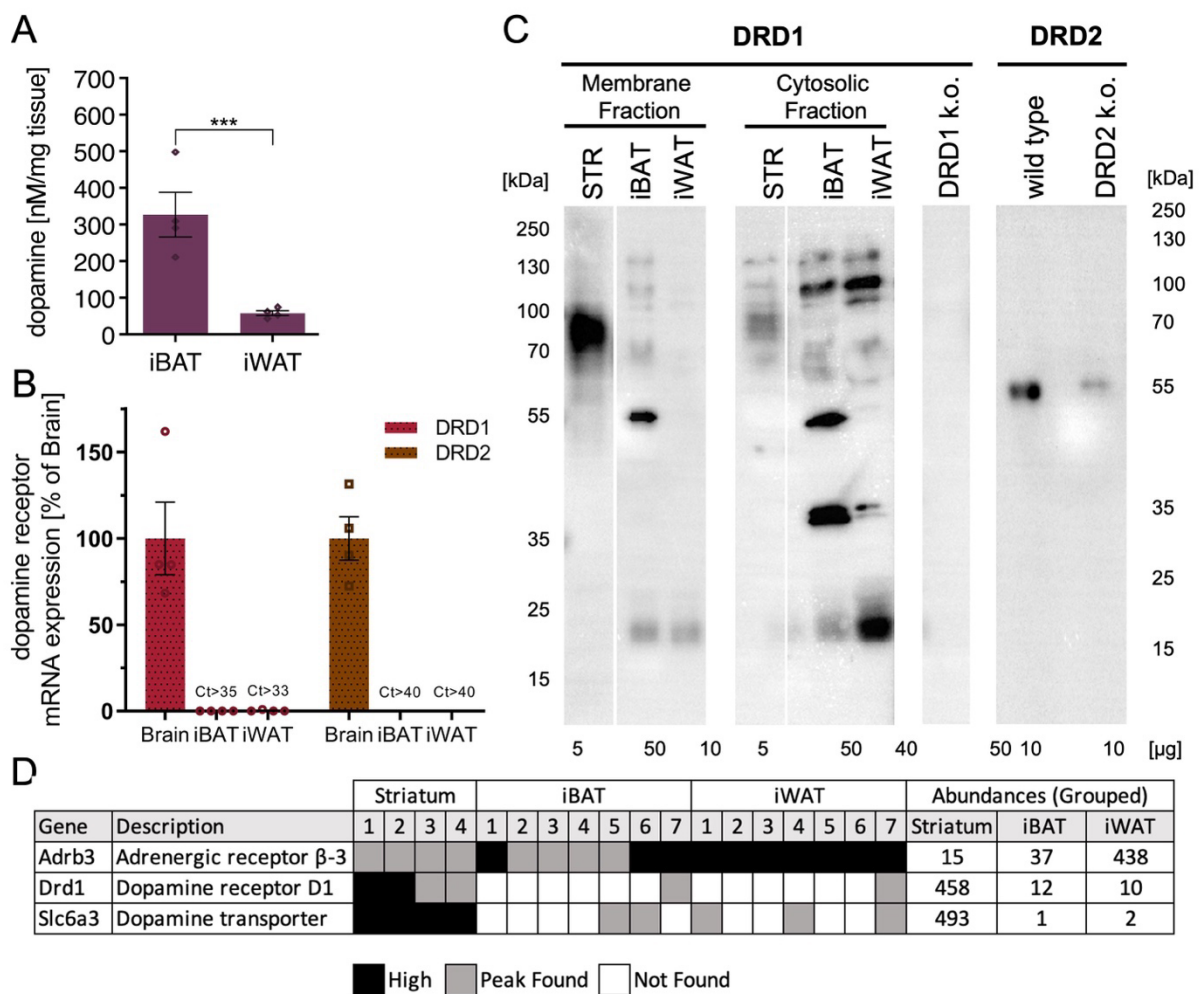 A
dopamine [nM/mg tissue]
700
600
500
400
300
200
100
0
***
iBAT iWAT
B
dopamine receptor
mRNA expression [% of Brain]
150
100
50
0
DRD1
DRD2
Ct>35 Ct>33 Ct>40 Ct>40
Brain iBAT iWAT Brain iBAT iWAT
C
DRD1 DRD2
Membrane
Fraction
Cytosolic
Fraction
STR iBAT iWAT STR iBAT iWAT DRD1 k.o. wild type DRD2 k.o.
[kDa]
250
130
100
70
55
35
25
15
[kDa]
250
130
100
70
55
35
25
15
5 50 10 5 50 40 50 10 10 [µg]
D
Striatum iBAT iWAT Abundances (Grouped)
Gene Description 1 2 3 4 1 2 3 4 5 6 7 1 2 3 4 5 6 7 Striatum iBAT iWAT
Adrb3 Adrenergic receptor β-3 15 37 438
Drd1 Dopamine receptor D1 458 12 10
Slc6a3 Dopamine transporter 493 1 2
High Peak Found Not Found